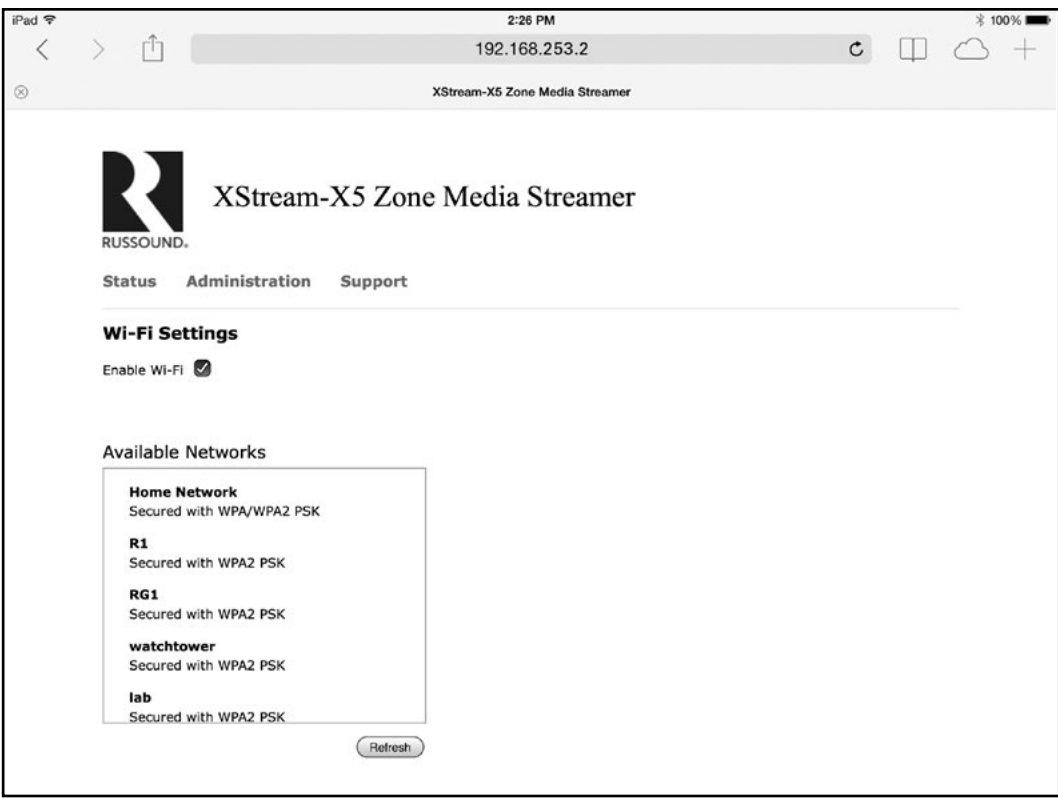 iPad 2:26 PM 100%
192.168.253.2
XStream-X5 Zone Media Streamer
XStream-X5 Zone Media Streamer
RUSSOUND®
Status Administration Support
Wi-Fi Settings
Enable Wi-Fi
Available Networks
Home Network
Secured with WPA/WPA2 PSK
R1
Secured with WPA2 PSK
RG1
Secured with WPA2 PSK
watchtower
Secured with WPA2 PSK
lab
Secured with WPA2 PSK
Refresh